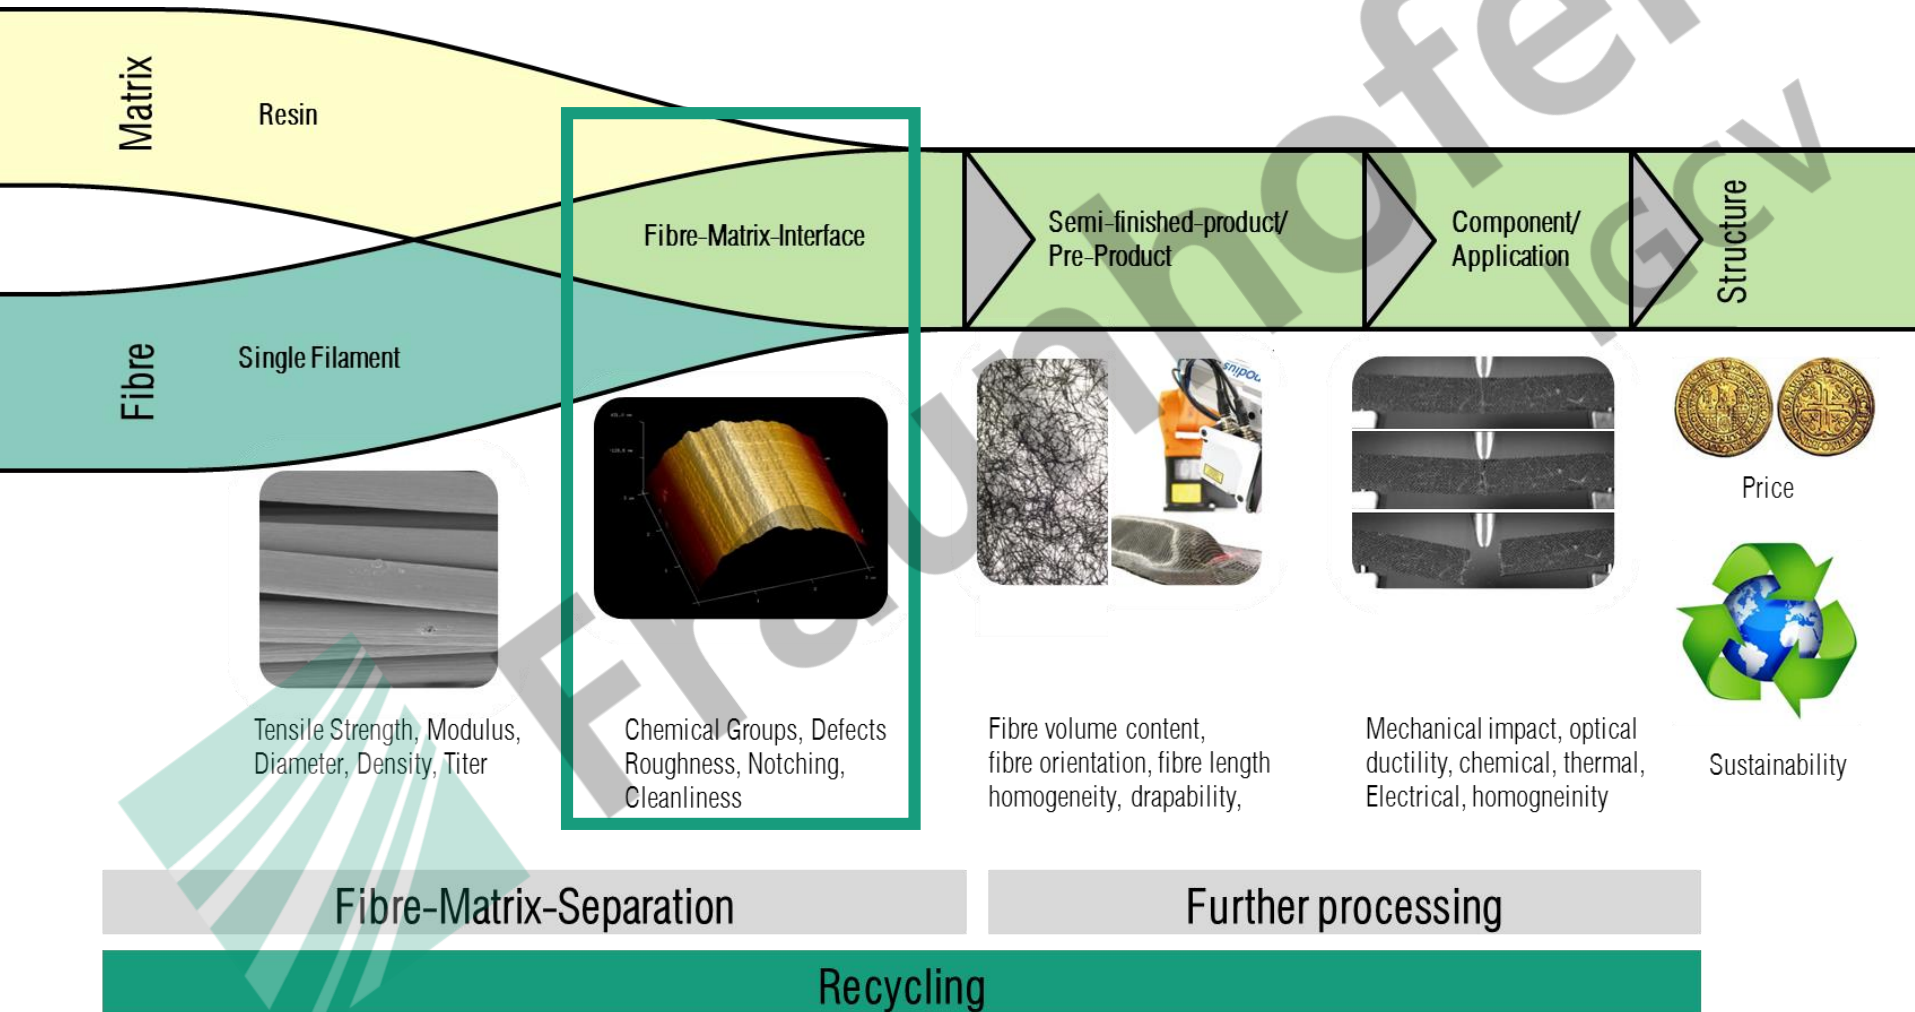 Matrix
Resin
Fibre-Matrix-Interface
Semi-finished-product/
Pre-Product
Component/
Application
Structure
Fibre
Single Filament
Price
Tensile Strength, Modulus,
Diameter, Density, Titer
Chemical Groups, Defects
Roughness, Notching,
Cleanliness
Fibre volume content,
fibre orientation, fibre length
homogeneity, drapability,
Mechanical impact, optical
ductility, chemical, thermal,
Electrical, homogneinity
Sustainability
Fibre-Matrix-Separation
Further processing
Recycling
Fraunhofer
IGCV